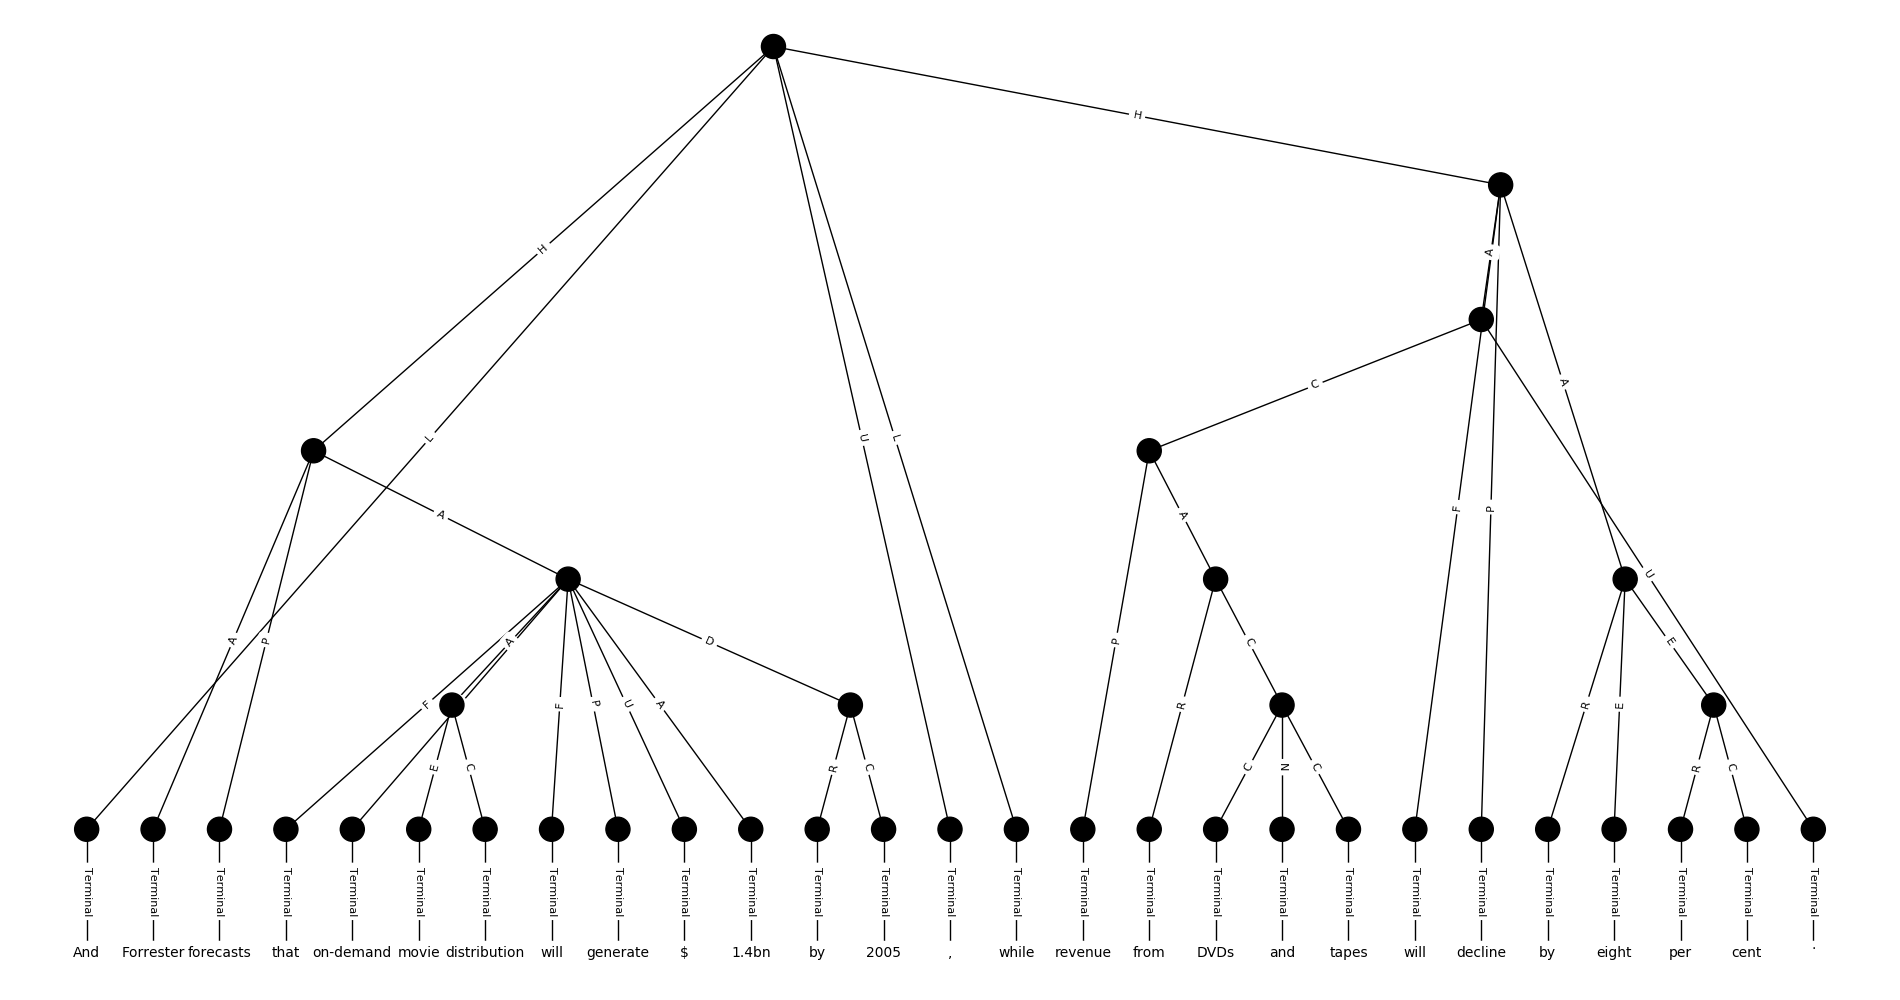 H
A
H
A
C
L
U
L
A
F
P
A
U
A
P
P
A
D
R
C
E
R
E
F
F
P
U
A
E
C
R
C
C
N
C
R
C
Terminal Terminal Terminal Terminal Terminal Terminal Terminal Terminal Terminal Terminal Terminal Terminal Terminal Terminal Terminal Terminal Terminal Terminal Terminal Terminal Terminal Terminal Terminal Terminal Terminal Terminal Terminal
And Forrester forecasts that on-demand movie distribution will generate $ 1.4bn by 2005 , while revenue from DVDs and tapes will decline by eight per cent .